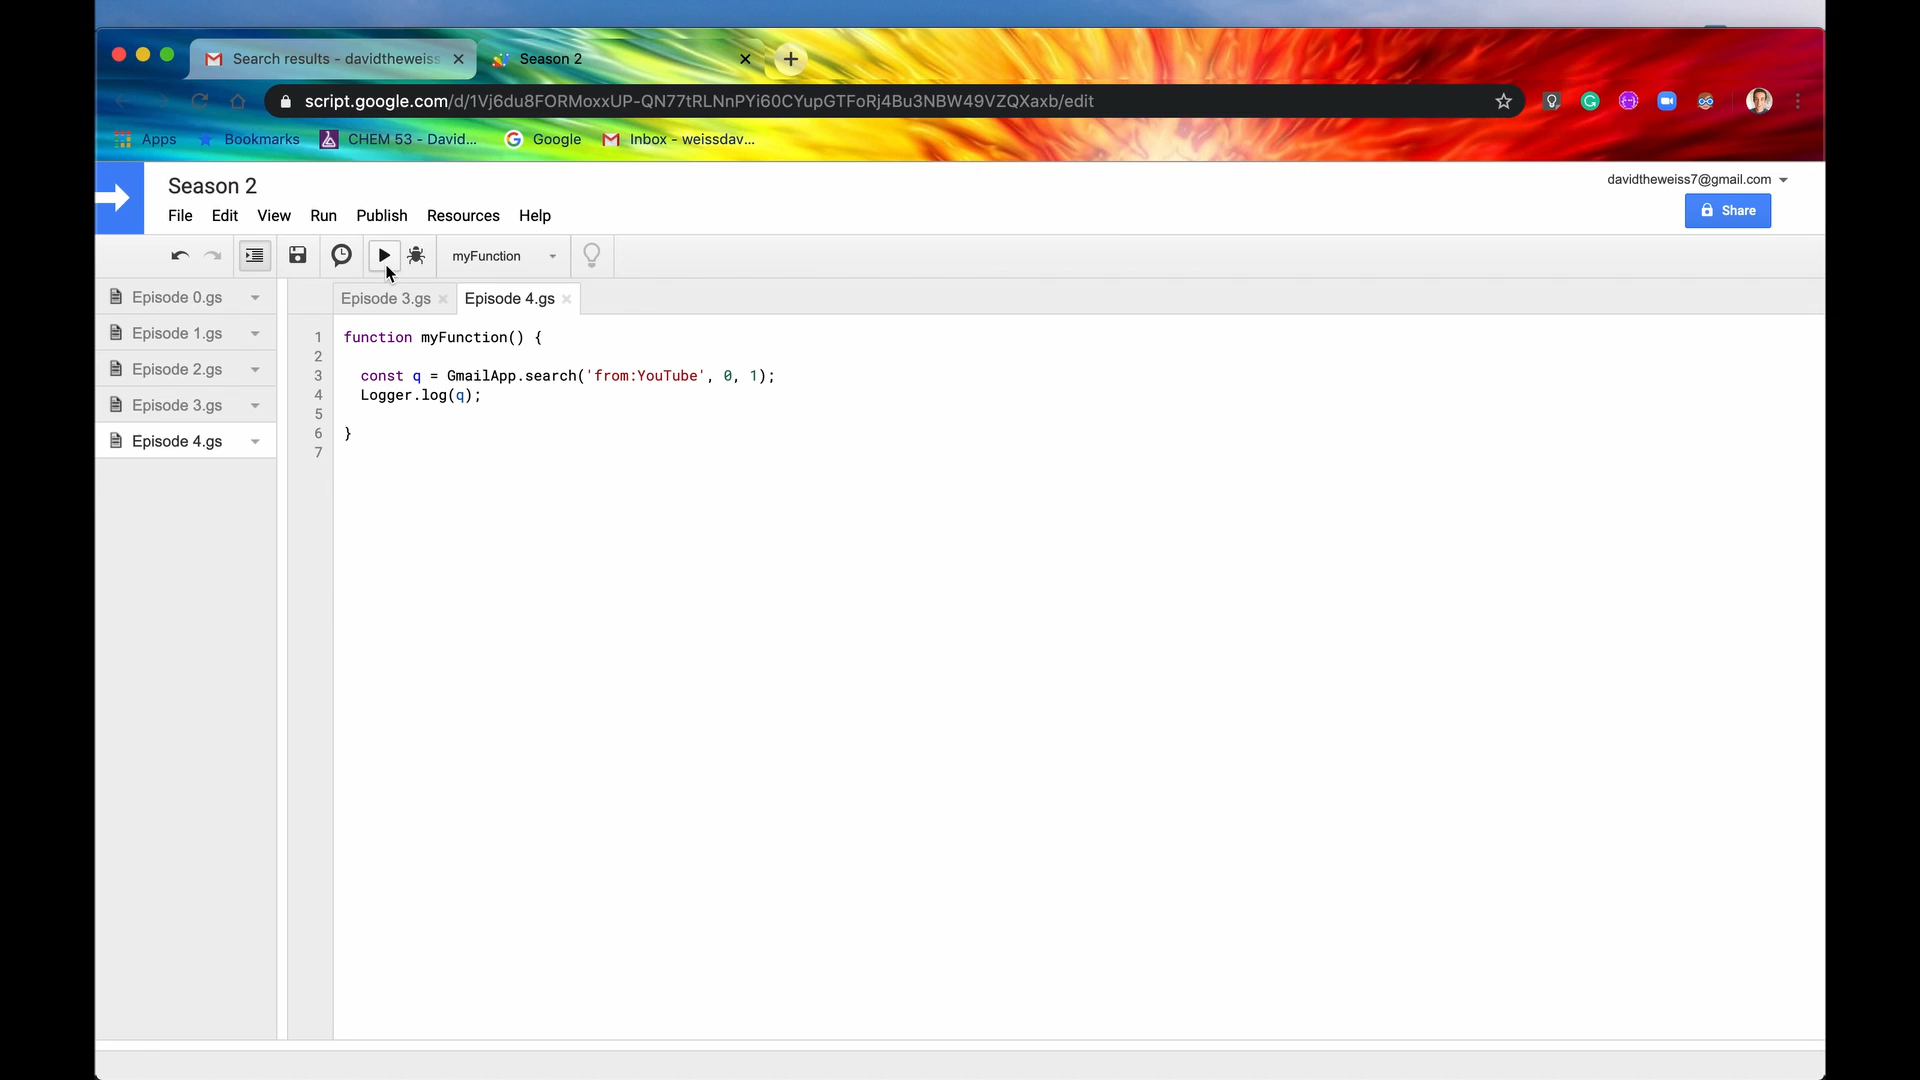 Search results - davidtheweiss
Season 2
script.google.com/d/1Vj6du8FORMoxxUP-QN77tRLNnPYi60CYupGTFoRj4Bu3NBW49VZQXaxb/edit
Apps Bookmarks CHEM 53 - David... Google Inbox - weissdav...
Season 2
davidtheweiss7@gmail.com
File Edit View Run Publish Resources Help
Share
myFunction
Episode 0.gs
Episode 1.gs
Episode 2.gs
Episode 3.gs
Episode 4.gs
Episode 3.gs Episode 4.gs
1 function myFunction() {
2
3 const q = GmailApp.search('from:YouTube', 0, 1);
4 Logger.log(q);
5
6 }
7